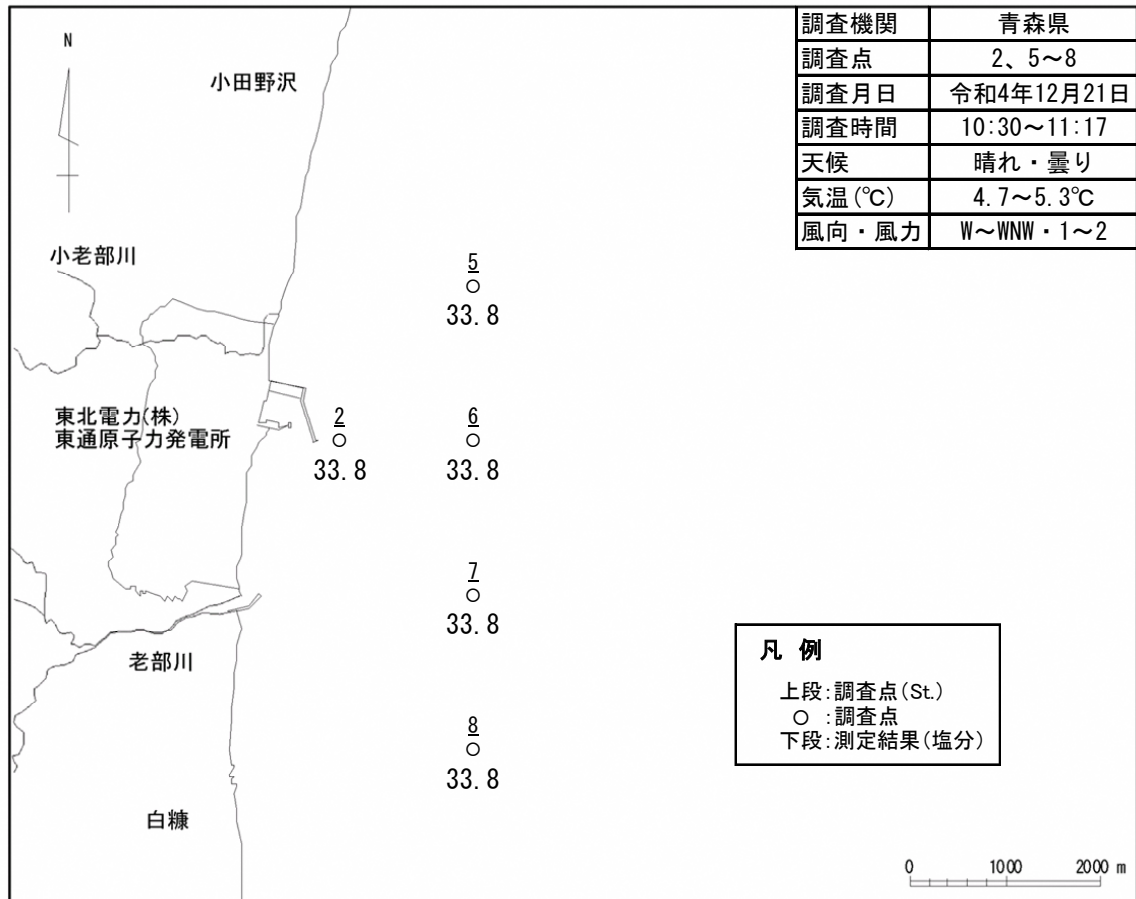 調査機関 青森県
調査点 2、5～8
調査月日 令和4年12月21日
調査時間 10:30～11:17
天候 晴れ・曇り
気温(℃) 4.7～5.3℃
風向・風力 W～WNW・1～2
N
小田野沢
小老部川
5
33.8
東北電力(株)
東通原子力発電所
2
33.8
6
33.8
7
33.8
老部川
凡 例
上段:調査点(St.)
○ :調査点
下段:測定結果(塩分)
8
33.8
白糠
0 1000 2000 m